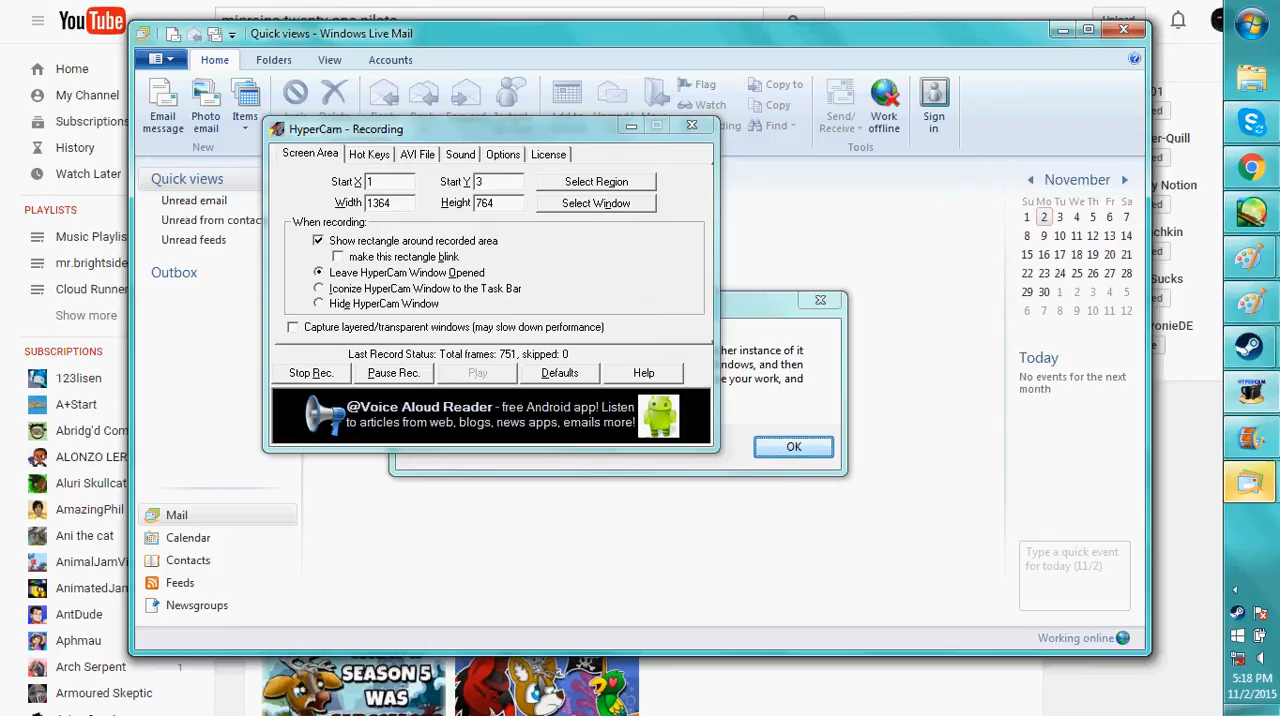 YouTube
Upload
Home
My Channel
Subscriptions
History
Watch Later
PLAYLISTS
Music Playlis
mr.brightside
Cloud Runner
Show more
SUBSCRIPTIONS
123lisen
A+Start
Abridg'd Com
ALONZO LER
Aluri Skullcat
AmazingPhil
Ani the cat
AnimalJamVi
AnimatedJam
AntDude
Aphmau
Arch Serpent 1
Armoured Skeptic
Quick views - Windows Live Mail
Home Folders View Accounts
Email message
Photo email
Items
New
Flag
Watch
Copy to
Copy
Find
Send/ Receive
Work offline
Tools
Sign in
Quick views
Unread email
Unread from contac
Unread feeds
Outbox
Mail
Calendar
Contacts
Feeds
Newsgroups
HyperCam - Recording
Screen Area Hot Keys AVI File Sound Options License
Start X 1 Start Y 3 Select Region
Width 1364 Height 764 Select Window
When recording:
Show rectangle around recorded area
make this rectangle blink
Leave HyperCam Window Opened
Iconize HyperCam Window to the Task Bar
Hide HyperCam Window
Capture layered/transparent windows (may slow down performance)
Last Record Status: Total frames: 751, skipped: 0
Stop Rec. Pause Rec. Play Defaults Help
@Voice Aloud Reader - free Android app! Listen
to articles from web, blogs, news apps, emails more!
her instance of it
ndows, and then
e your work, and
OK
November
Su Mo Tu We Th Fr Sa
1 2 3 4 5 6 7
8 9 10 11 12 13 14
15 16 17 18 19 20 21
22 23 24 25 26 27 28
29 30 1 2 3 4 5
6 7 8 9 10 11 12
Today
No events for the next
month
Type a quick event
for today (11/2)
Working online
SEASON 5
WAS
er-Quill
y Notion
Sucks
ronieDE
HYPERCAM
5:18 PM
11/2/2015